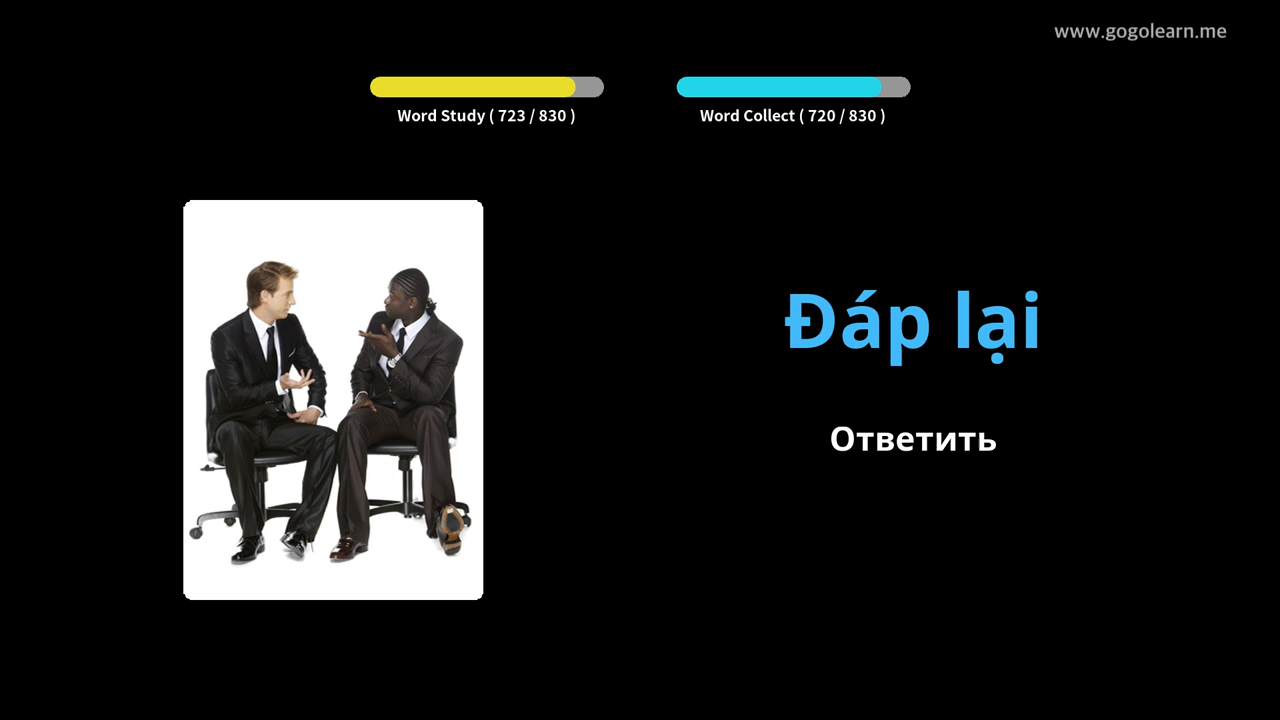 www.gogolearn.me
Word Study ( 723 / 830 )
Word Collect ( 720 / 830 )
Đáp lại
Ответить